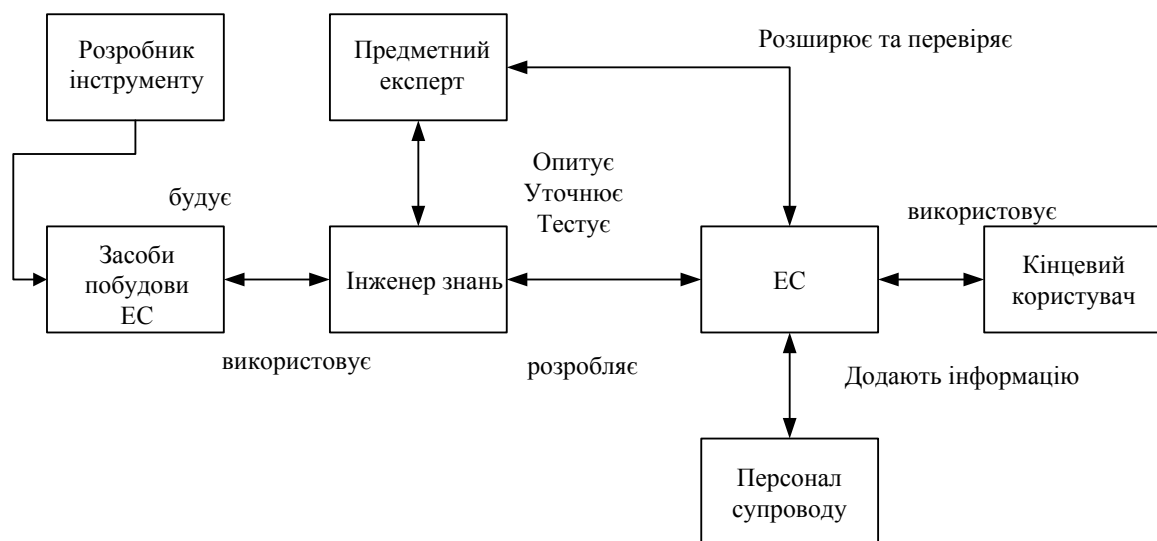 Розробник
інструменту
Предметний
експерт
Розширює та перевіряє
Опитує
Уточнює
Тестує
будує
використовує
Засоби
побудови
ЕС
Інженер знань
ЕС
Кінцевий
користувач
використовує
розробляє
Додають інформацію
Персонал
супроводу